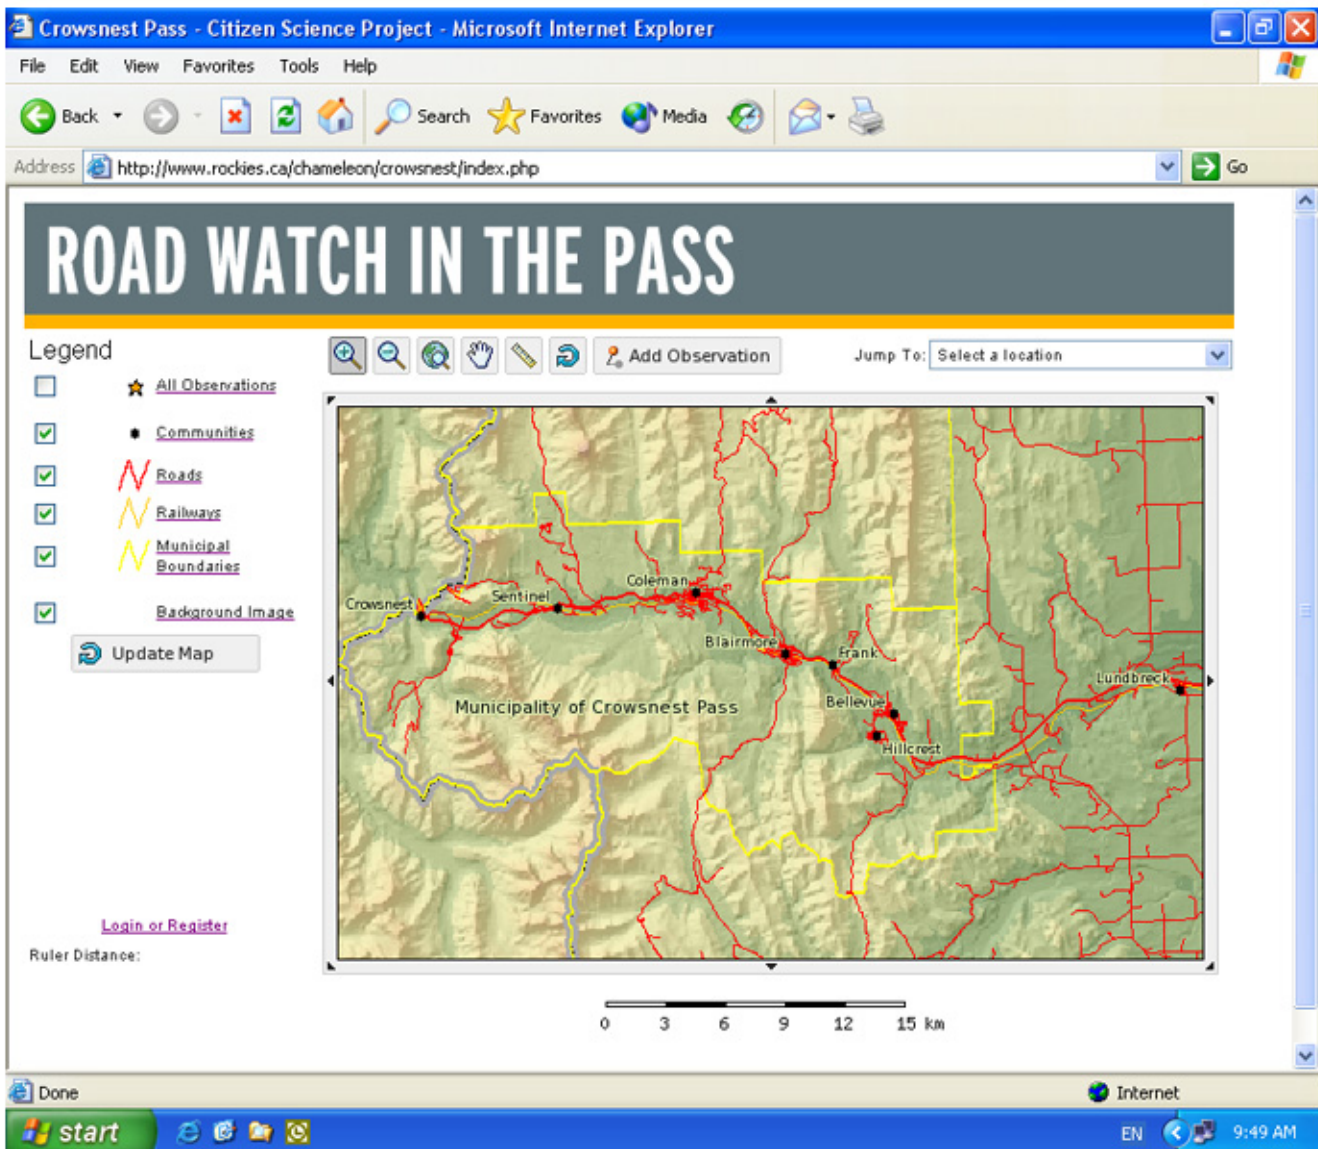 Crowsnest Pass - Citizen Science Project - Microsoft Internet Explorer
File Edit View Favorites Tools Help
Back Search Favorites Media
Address http://www.rockies.ca/chameleon/crowsnest/index.php Go
ROAD WATCH IN THE PASS
Legend
All Observations
Communities
Roads
Railways
Municipal
Boundaries
Background Image
Update Map
Login or Register
Ruler Distance:
Add Observation
Jump To: Select a location
Coleman
Sentinel
Crowsnest
Blairmore
Frank
Lundbreck
Bellevue
Municipality of Crowsnest Pass
Hillcrest
0 3 6 9 12 15 km
Done Internet
start EN 9:49 AM